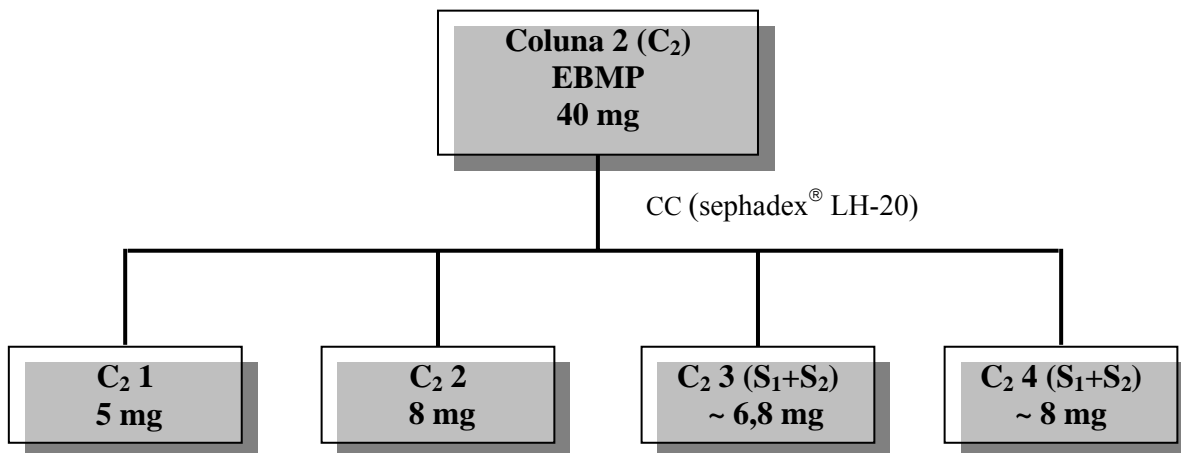 Coluna 2 (C₂)
EBMP
40 mg
CC (sephadex® LH-20)
C₂ 1
5 mg
C₂ 2
8 mg
C₂ 3 (S₁+S₂)
~ 6,8 mg
C₂ 4 (S₁+S₂)
~ 8 mg